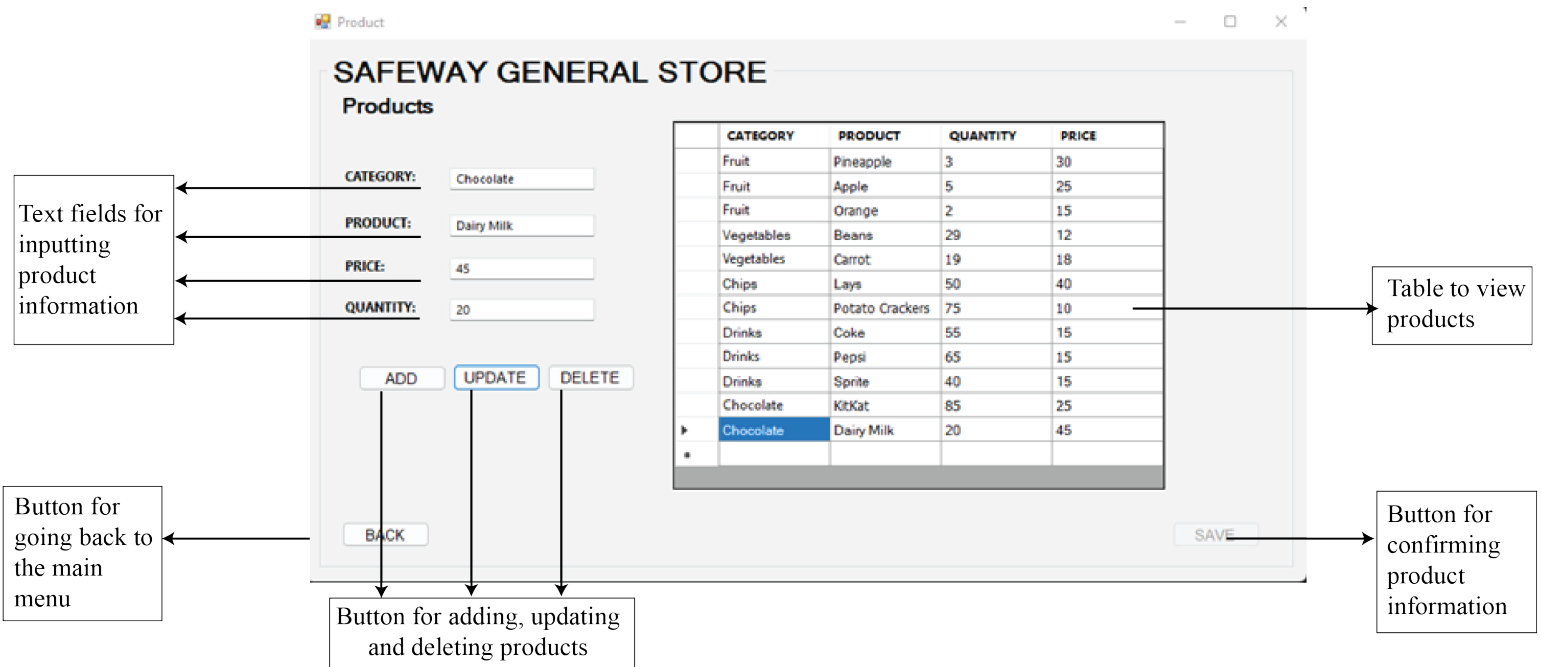 Product
SAFEWAY GENERAL STORE
Products
CATEGORY: Chocolate
PRODUCT: Dairy Milk
PRICE: 45
QUANTITY: 20
ADD UPDATE DELETE
BACK
SAVE
CATEGORY PRODUCT QUANTITY PRICE
Fruit Pineapple 3 30
Fruit Apple 5 25
Fruit Orange 2 15
Vegetables Beans 29 12
Vegetables Carrot 19 18
Chips Lays 50 40
Chips Potato Crackers 75 10
Drinks Coke 55 15
Drinks Pepsi 65 15
Drinks Sprite 40 15
Chocolate KitKat 85 25
Chocolate Dairy Milk 20 45
Text fields for
inputting
product
information
Table to view
products
Button for
going back to
the main
menu
Button for adding, updating
and deleting products
Button for
confirming
product
information